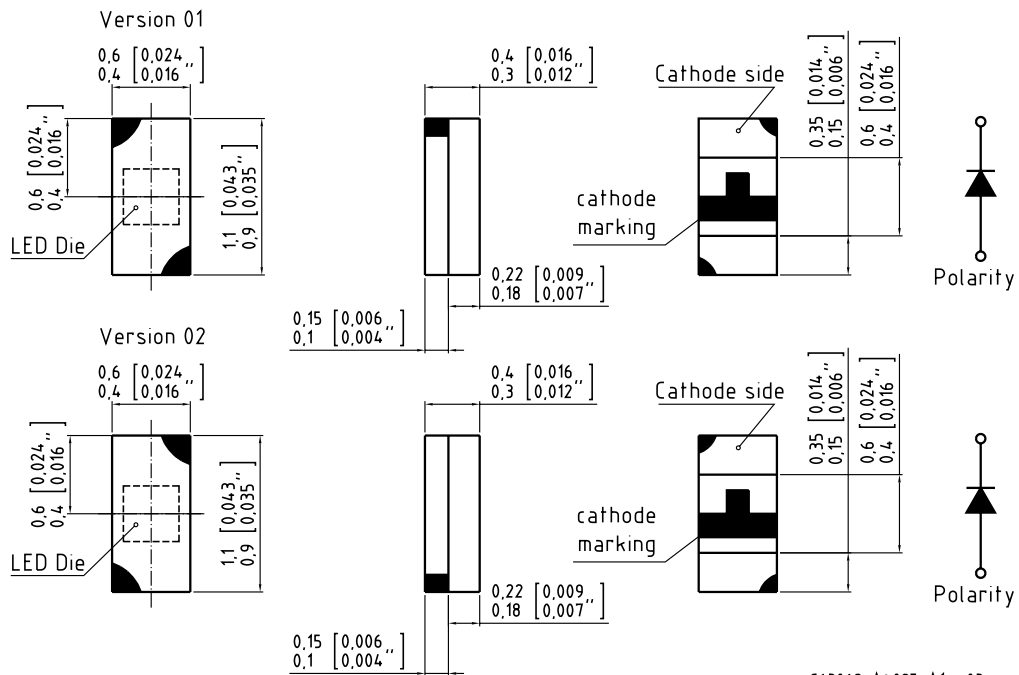 Version 01
0,6 [0,024
0,4 [0,016 ,,]
0,4 [0,016
0,3 [0,012 ,,]
Cathode side
0,35 [0,014
0,15 [0,006 ,,]
0,6 [0,024
0,4 [0,016 ,,]
0,6 [0,024
0,4 [0,016 ,,]
1,1 [0,043
0,9 [0,035 ,,]
LED Die
cathode
marking
Polarity
0,22 [0,009
0,18 [0,007 ,,]
0,15 [0,006
0,1 [0,004 ,,]
Version 02
0,6 [0,024
0,4 [0,016 ,,]
0,4 [0,016
0,3 [0,012 ,,]
Cathode side
0,35 [0,014
0,15 [0,006 ,,]
0,6 [0,024
0,4 [0,016 ,,]
0,6 [0,024
0,4 [0,016 ,,]
1,1 [0,043
0,9 [0,035 ,,]
LED Die
cathode
marking
Polarity
0,22 [0,009
0,18 [0,007 ,,]
0,15 [0,006
0,1 [0,004 ,,]